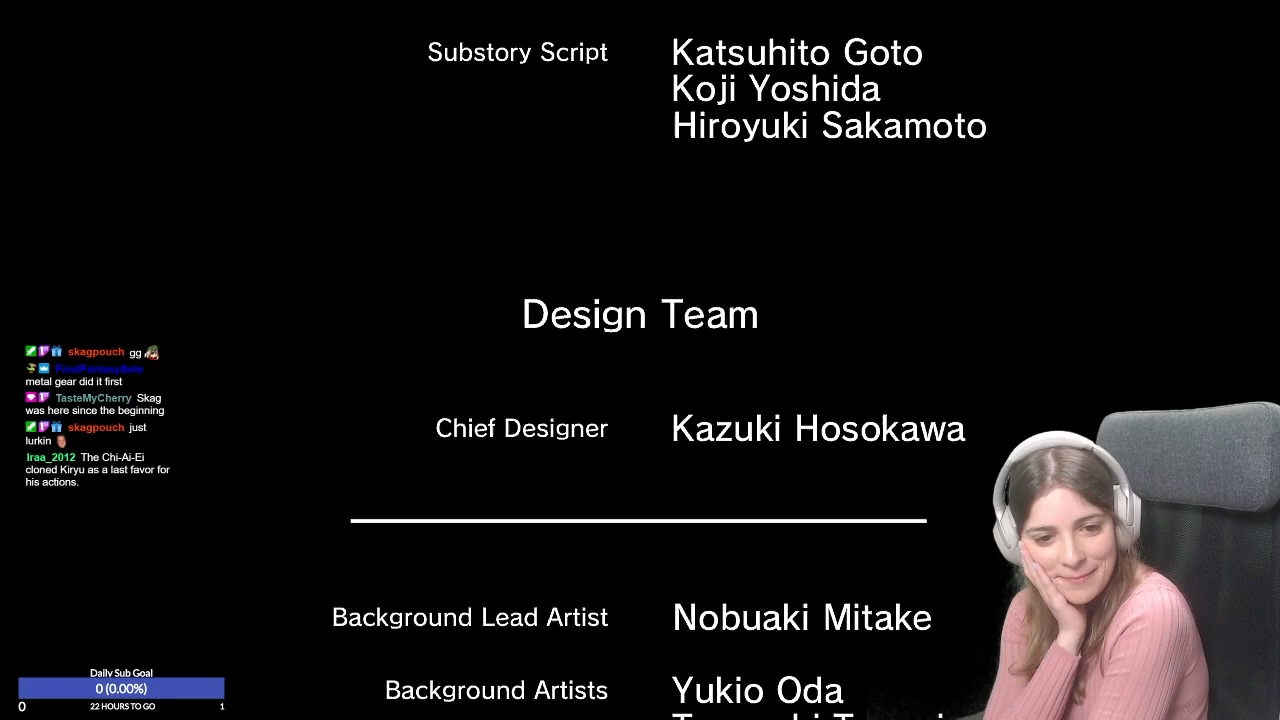 Substory Script
Katsuhito Goto
Koji Yoshida
Hiroyuki Sakamoto
Design Team
Chief Designer
Kazuki Hosokawa
Background Lead Artist
Nobuaki Mitake
Background Artists
Yukio Oda
skagpouch gg
metal gear did it first
TasteMyCherry Skag
was here since the beginning
skagpouch just
lurkin
Iraa_2012 The Chi-Ai-Ei
cloned Kiryu as a last favor for
his actions.
Daily Sub Goal
0 (0.00%)
0 22 HOURS TO GO 1